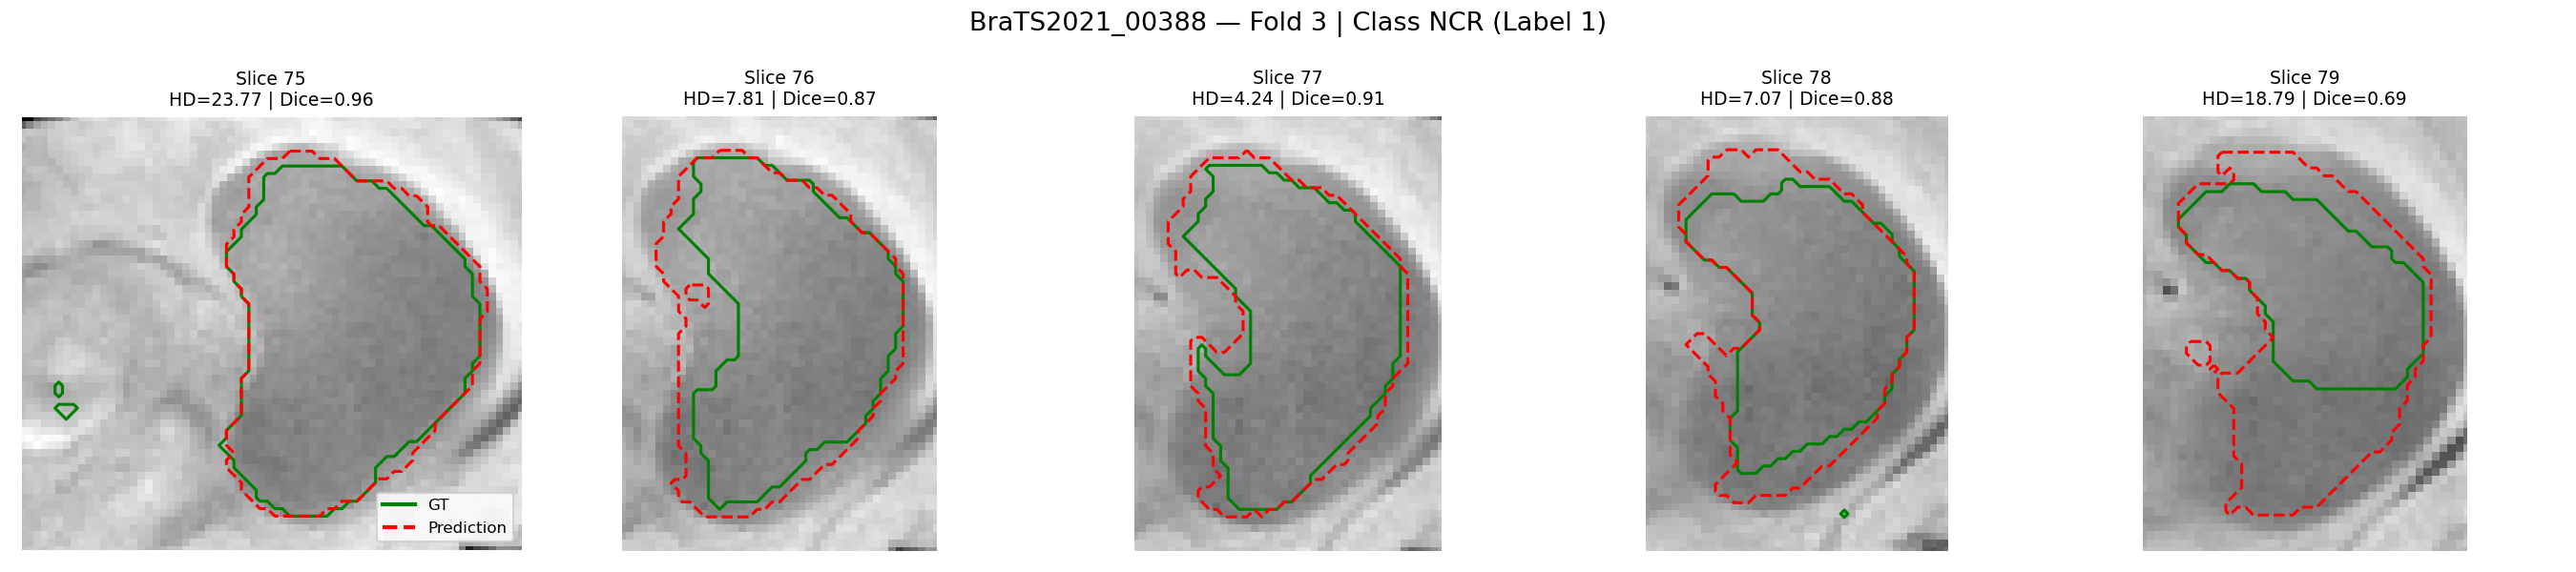 BraTS2021_00388 — Fold 3 | Class NCR (Label 1)
Slice 75
HD=23.77 | Dice=0.96
Slice 76
HD=7.81 | Dice=0.87
Slice 77
HD=4.24 | Dice=0.91
Slice 78
HD=7.07 | Dice=0.88
Slice 79
HD=18.79 | Dice=0.69
GT
Prediction